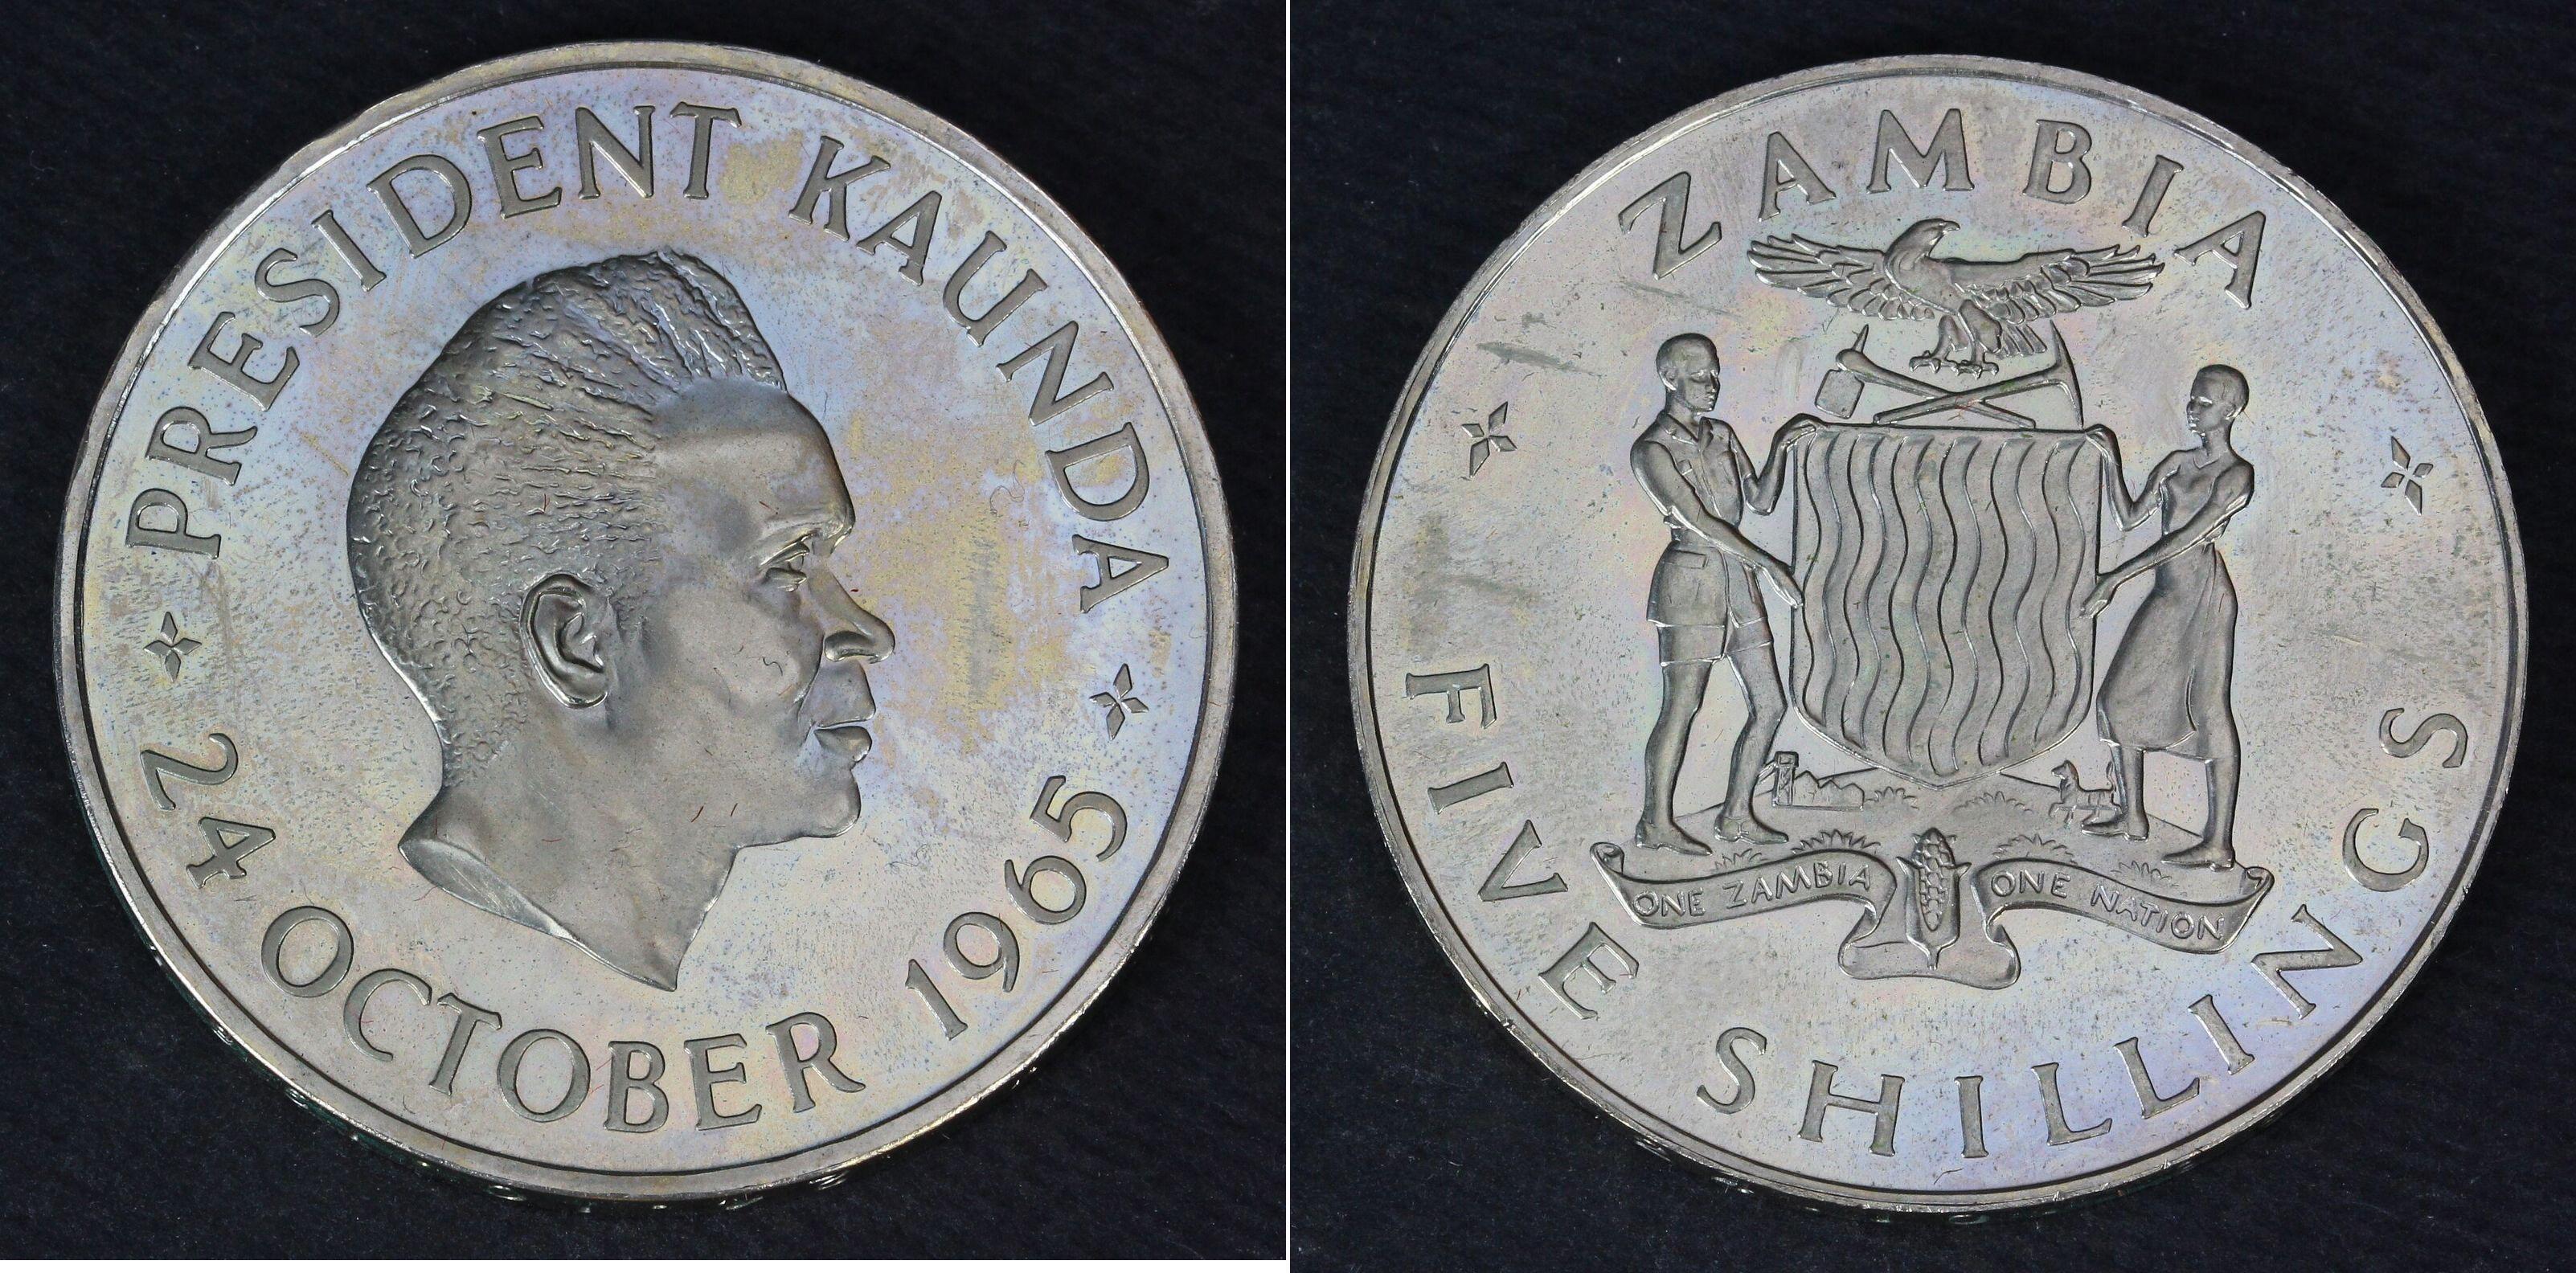 PRESIDENT KAUNDA
24 OCTOBER 1965
ZAMBIA
ONE ZAMBIA ONE NATION
FIVE SHILLINGS